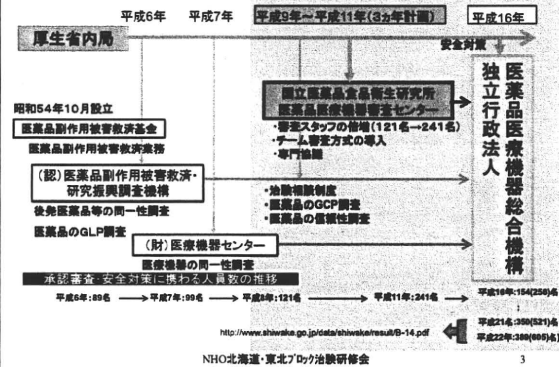 平成6年
平成7年
平成9年～平成11年(3ヵ年計画)
平成16年
厚生省内局
安全対策
国立医薬品食品衛生研究所
医薬品医療機器審査センター
・審査スタッフの倍増(121名→241名)
・チーム審査方式の導入
・専門協議
独立行政法人
医薬品医療機器総合機構
昭和54年10月設立
医薬品副作用被害救済基金
医薬品副作用被害救済業務
(認)医薬品副作用被害救済・
研究振興調査機構
後発医薬品等の同一性調査
医薬品のGLP調査
・治験相談制度
・医薬品のGCP調査
・医薬品の信頼性調査
(財)医療機器センター
医療機器の同一性調査
承認審査・安全対策に携わる人員数の推移
平成6年:89名
平成7年:99名
平成8年:121名
平成11年:241名
平成16年:154(256)名
平成21名:350(521)名
平成22年:389(605)名
http://www.shiwake.go.jp/data/shiwake/result/B-14.pdf
NHO北海道・東北ブロック治験研修会
3